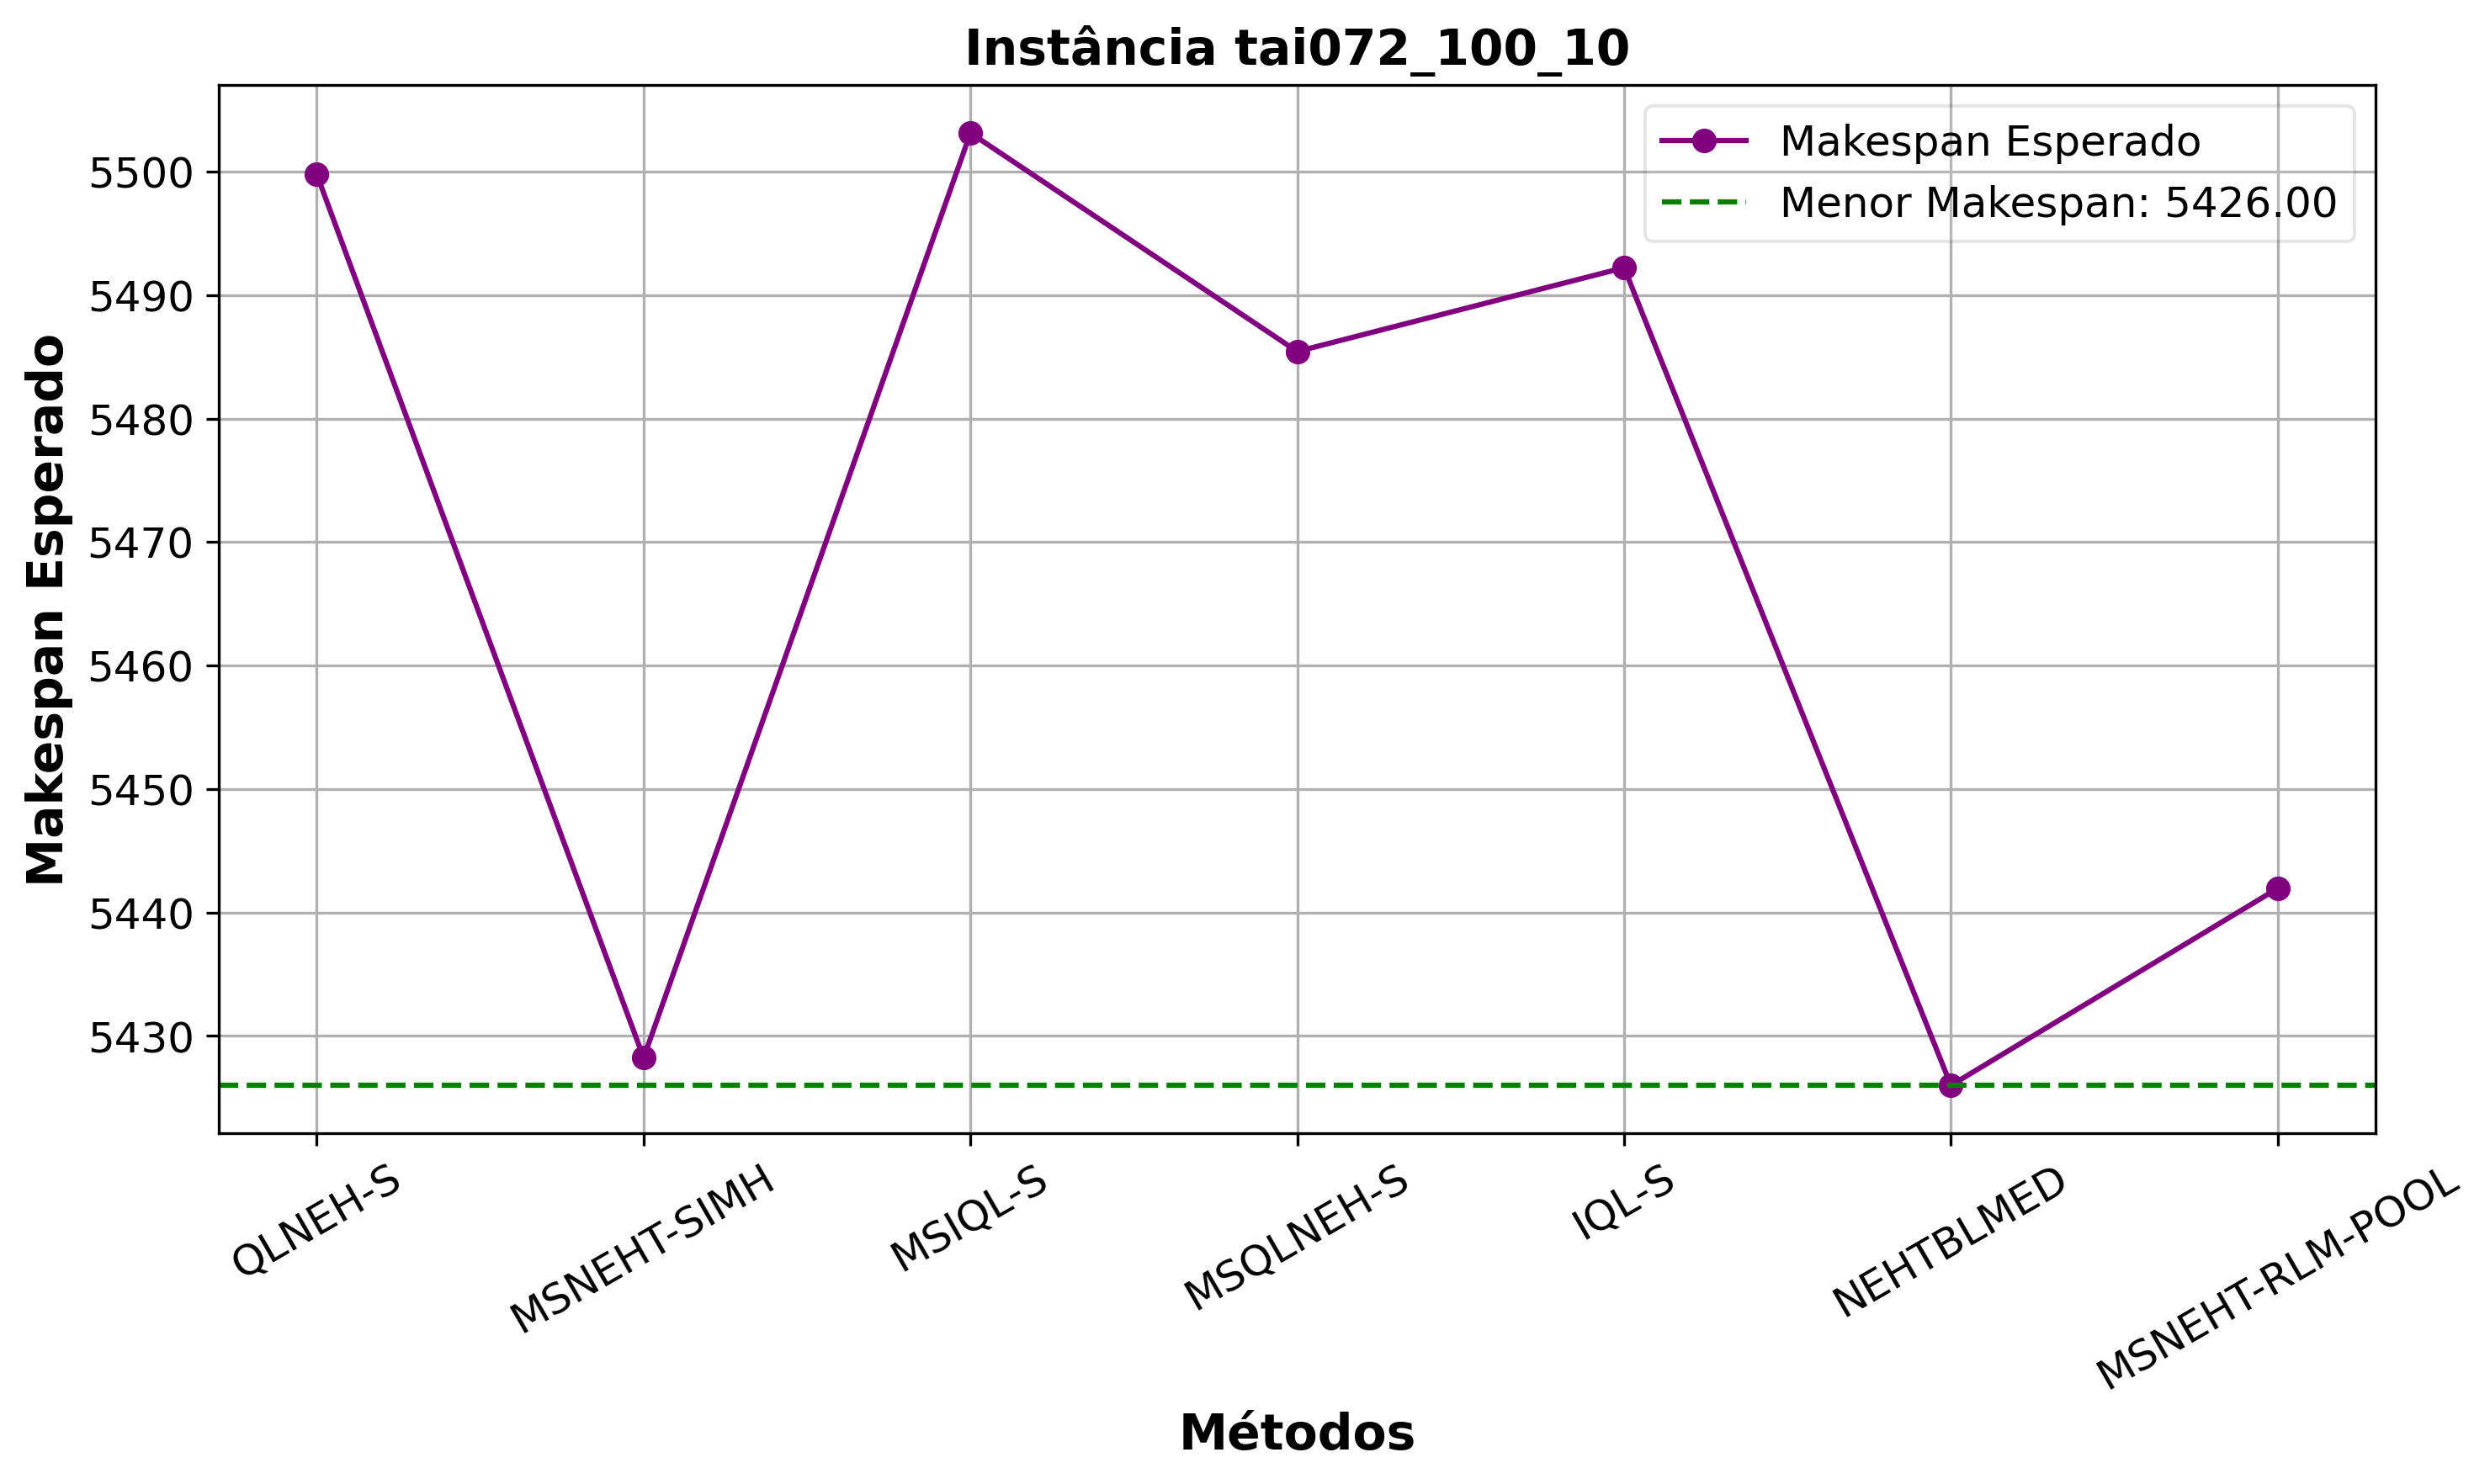 Instância tai072_100_10
Makespan Esperado
Menor Makespan: 5426.00
Makespan Esperado
5500
5490
5480
5470
5460
5450
5440
5430
QLNEH-S
MSNEHT-SIMH
MSIQL-S
MSQLNEH-S
IQL-S
NEHTBLMED
MSNEHT-RLM-POOL
Métodos